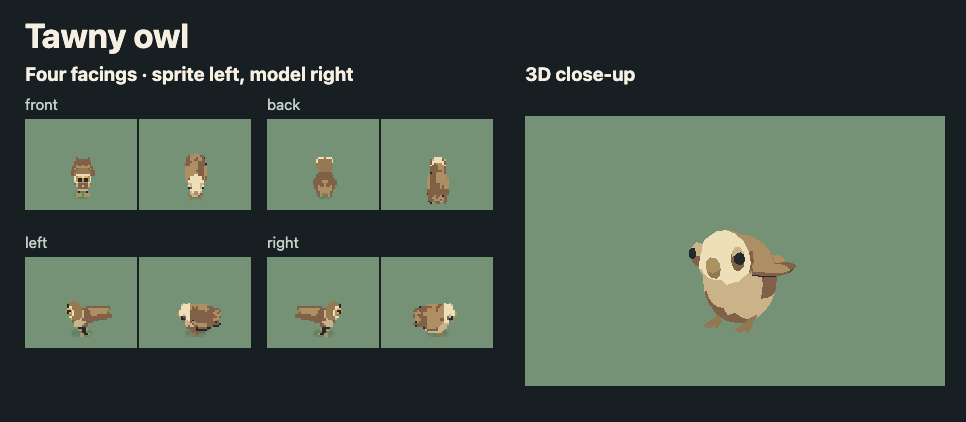 Tawny owl
Four facings · sprite left, model right
3D close-up
front
back
left
right